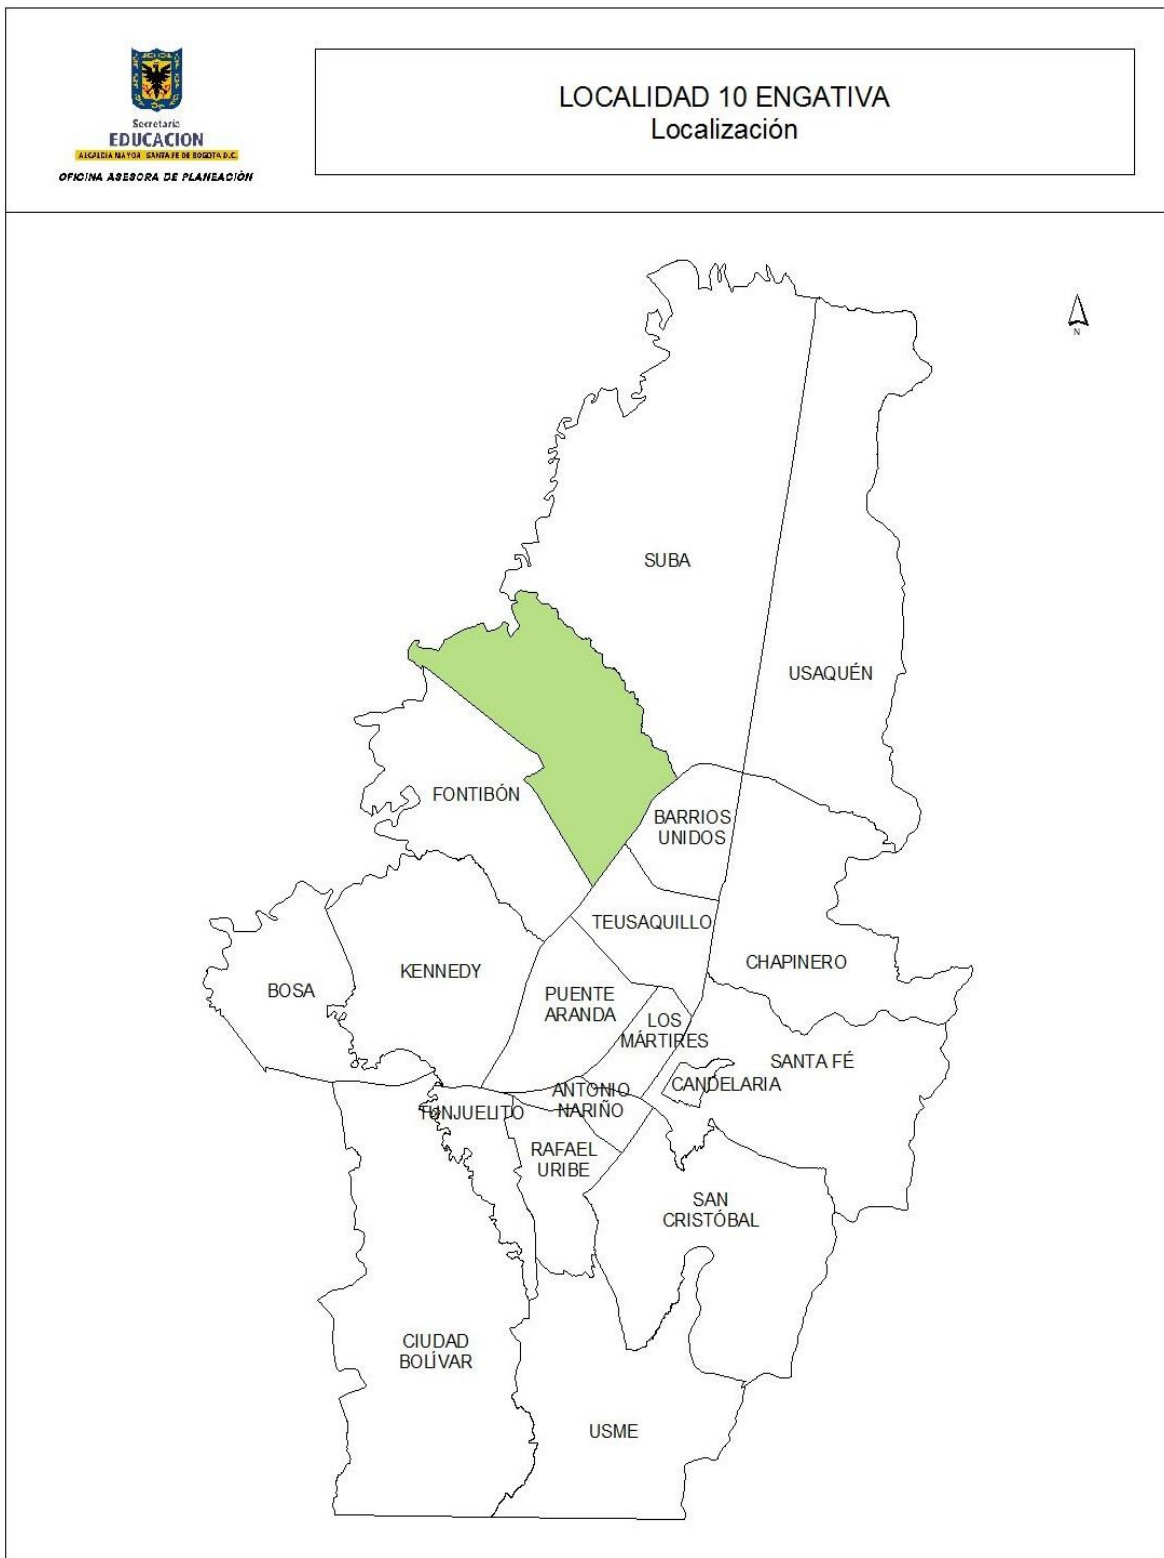 Secretaria
EDUCACION
ALCALDIA MAYOR SANTA FE DE BOGOTA D.C.
OFICINA ASESORA DE PLANEACIÓN
LOCALIDAD 10 ENGATIVA
Localización
N
SUBA
USAQUÉN
FONTIBÓN
BARRIOS
UNIDOS
TEUSAQUILLO
CHAPINERO
KENNEDY
BOSA
PUENTE
ARANDA
LOS
MÁRTIRES
SANTA FÉ
CANDELARIA
ANTONIO
NARIÑO
TUNJUELITO
RAFAEL
URIBE
SAN
CRISTÓBAL
CIUDAD
BOLÍVAR
USME